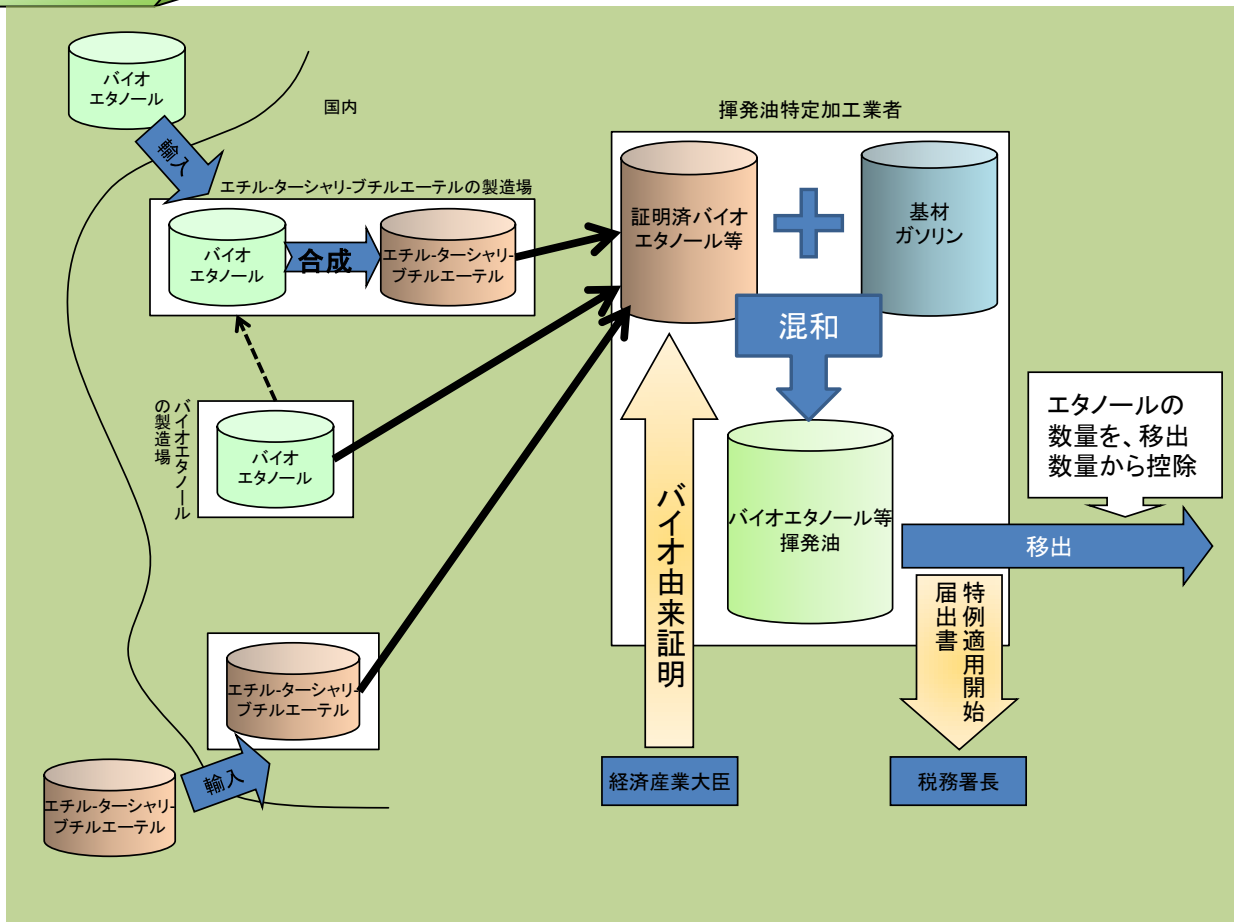 バイオ
エタノール
国内
輸入
エチル-ターシャリ-ブチルエーテルの製造場
バイオ
エタノール
合成
エチル-ターシャリ-
ブチルエーテル
バイオエタノール
の製造場
バイオ
エタノール
エチル-ターシャリ-
ブチルエーテル
輸入
エチル-ターシャリ-
ブチルエーテル
揮発油特定加工業者
証明済バイオ
エタノール等
基材
ガソリン
混和
バイオエタノール等
揮発油
バイオ由来証明
経済産業大臣
エタノールの
数量を、移出
数量から控除
移出
特例適用開始
届出書
税務署長